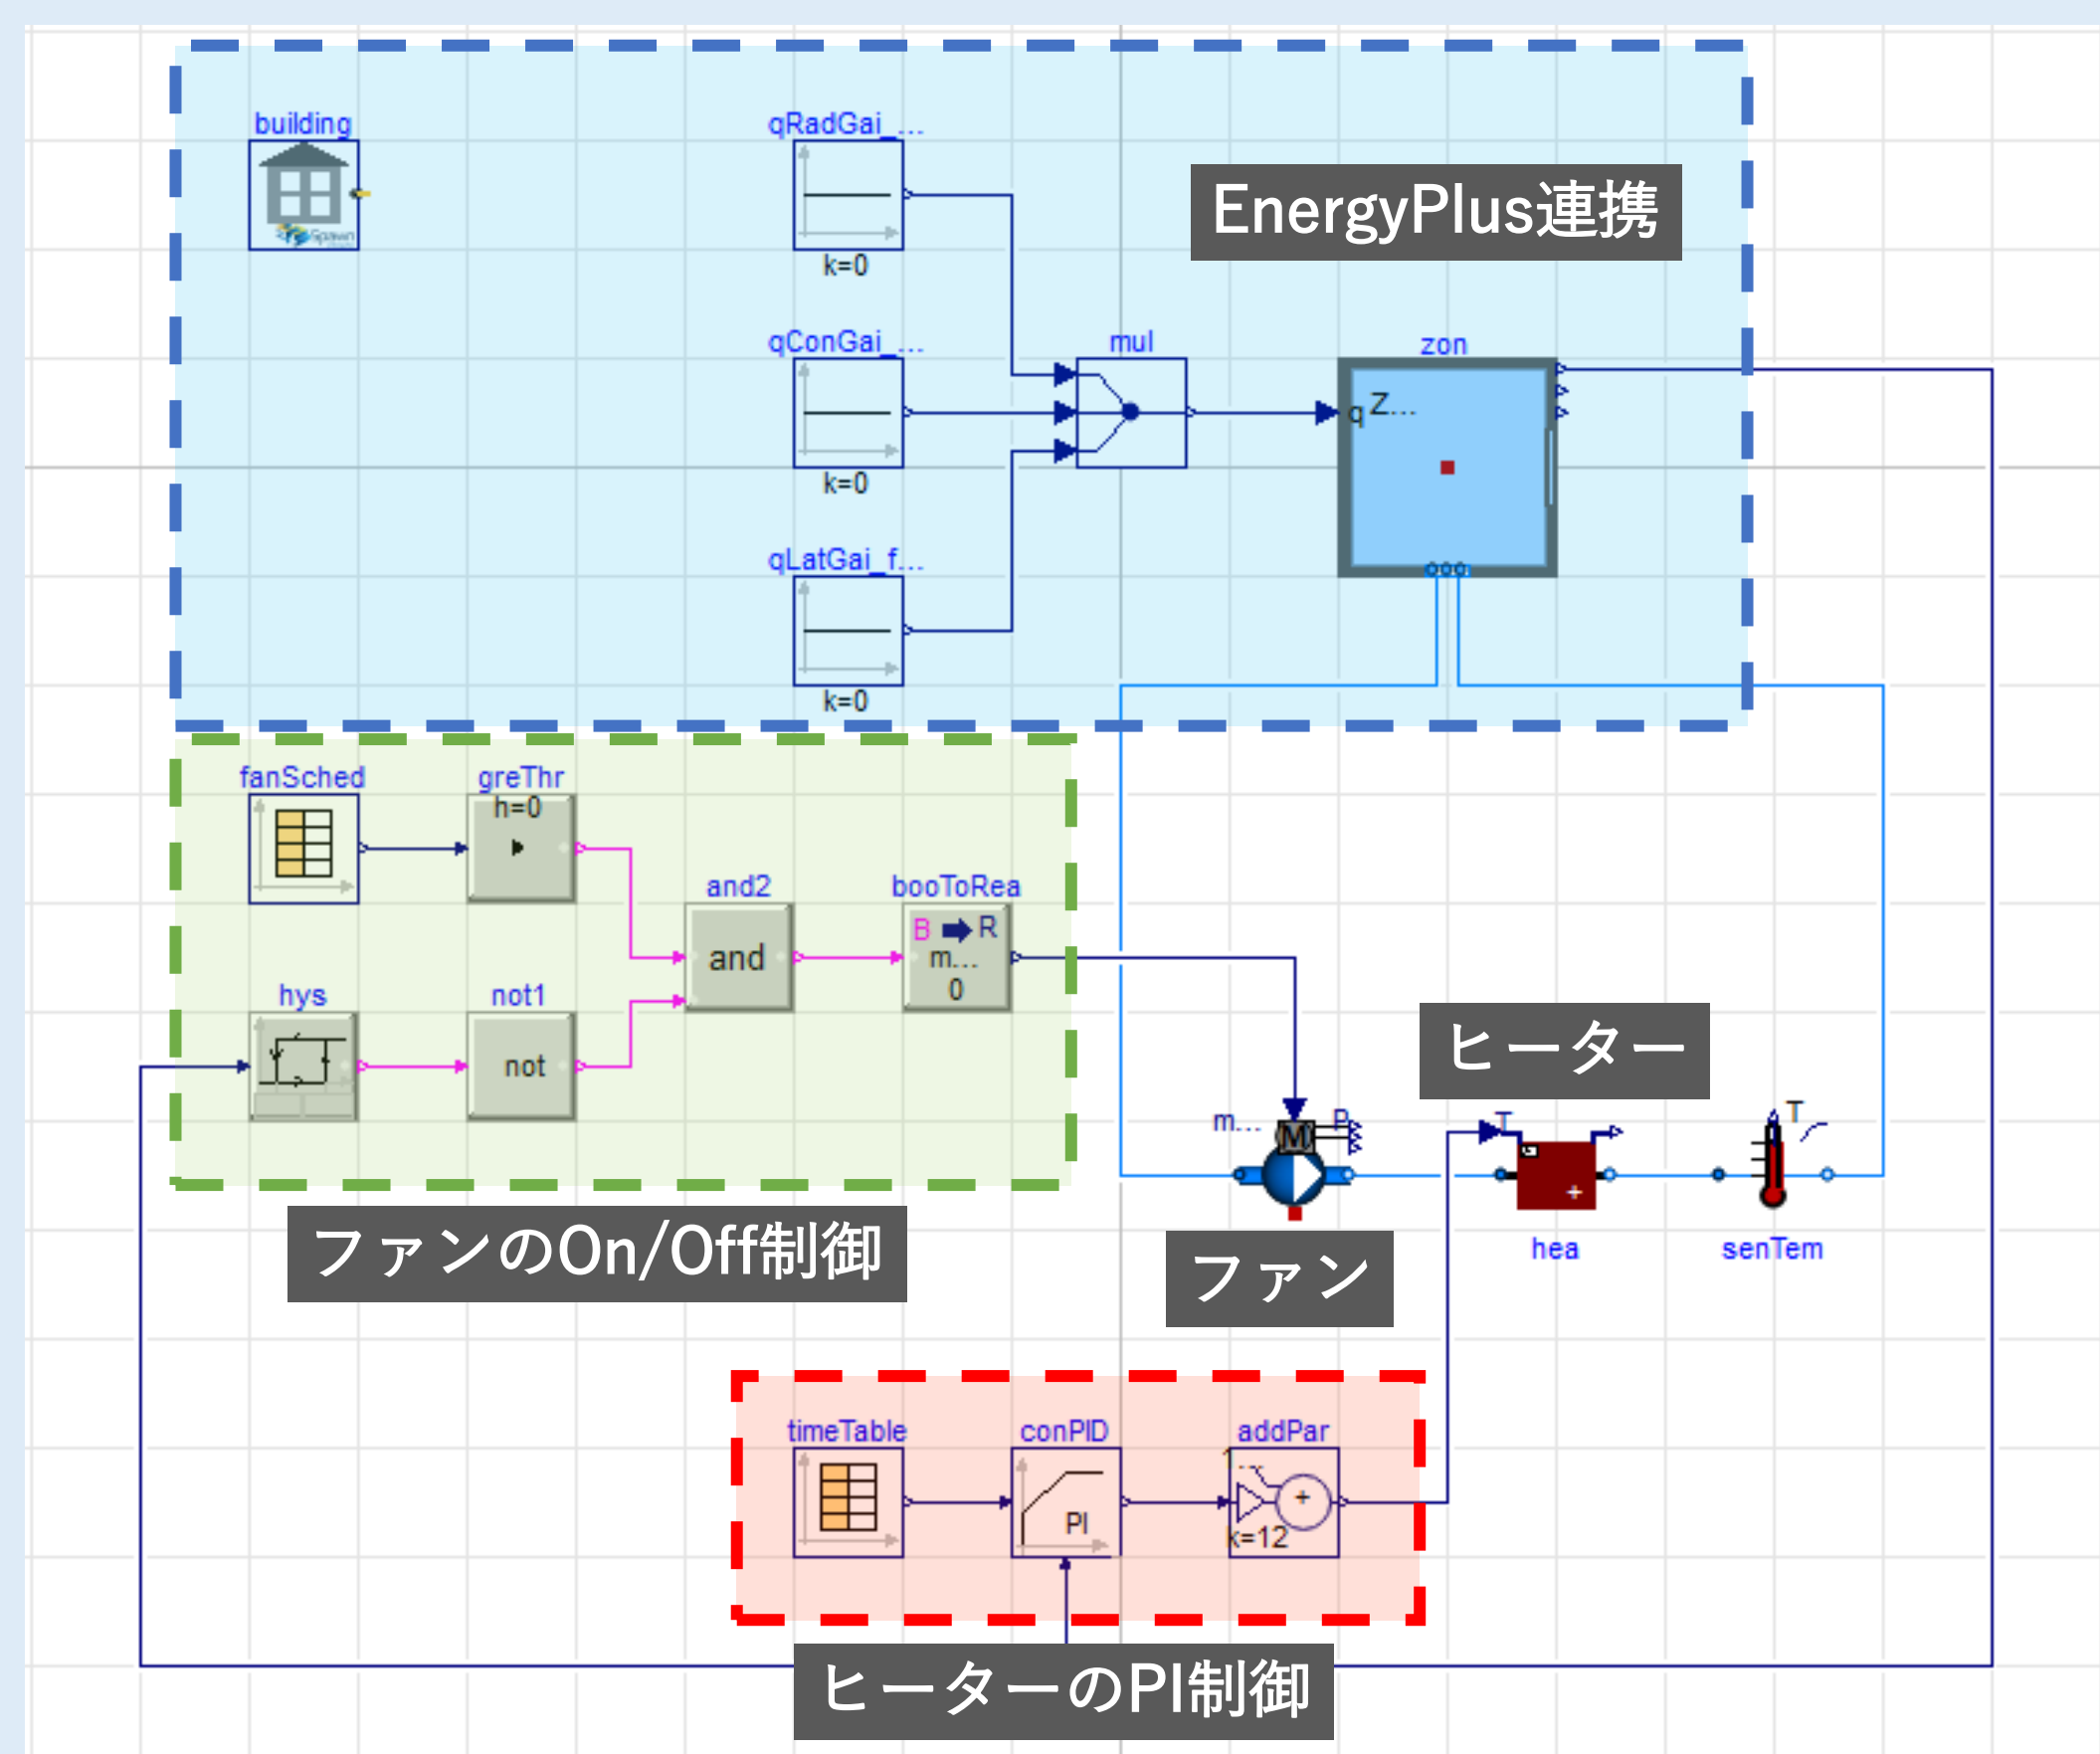 building
Spawn
qRadGai_...
k=0
EnergyPlus連携
qConGai_...
k=0
mul
zon
q Z...
qLatGai_f...
k=0
fanSched
greThr
h=0
and2
and
booToRea
B R
m...
0
hys
not1
not
ファンのOn/Off制御
ヒーター
m...
M
P
T
T
hea
senTem
ファン
timeTable
conPID
PI
addPar
1...
+
k=12
ヒーターのPI制御